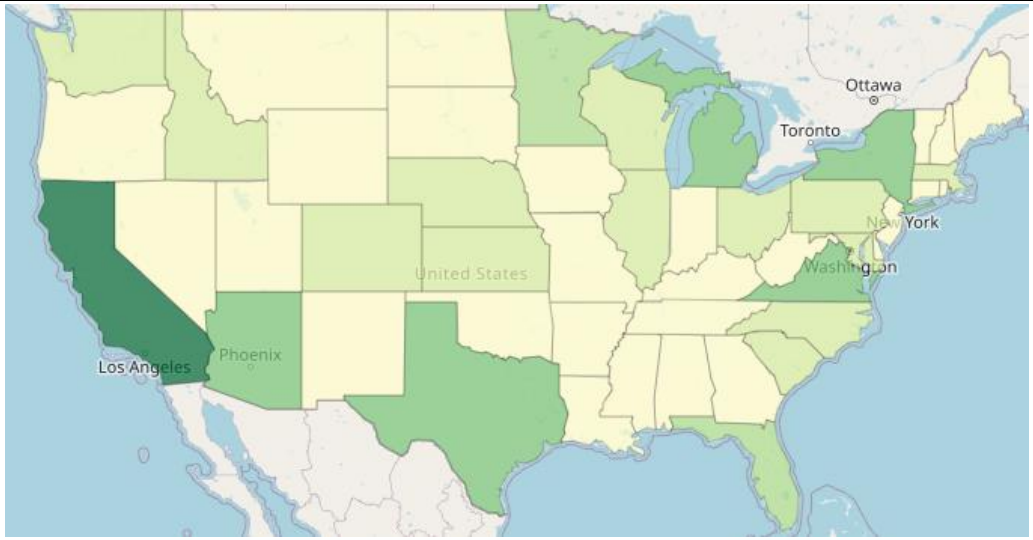 Ottawa
Toronto
New York
Washington
United States
Phoenix
Los Angeles